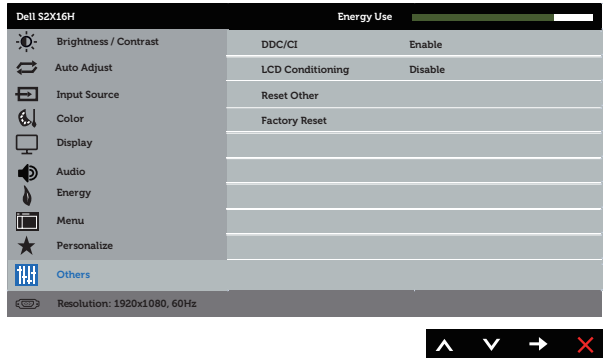 Dell S2X16H Energy Use
Brightness / Contrast DDC/CI Enable
Auto Adjust LCD Conditioning Disable
Input Source Reset Other
Color Factory Reset
Display
Audio
Energy
Menu
Personalize
Others
Resolution: 1920x1080, 60Hz